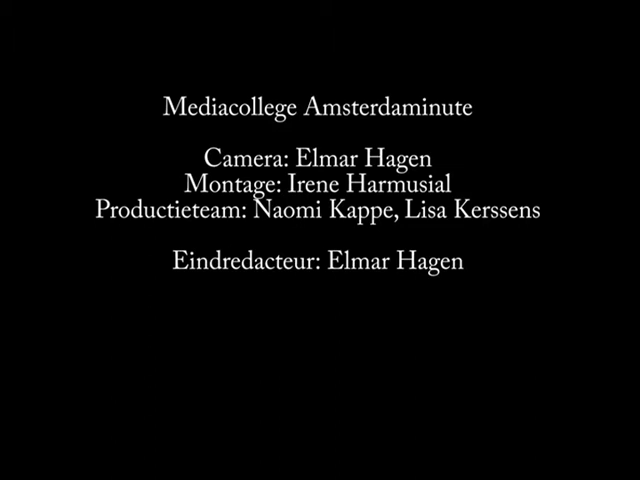 Mediacollege Amsterdaminute
Camera: Elmar Hagen
Montage: Irene Harmusial
Productieteam: Naomi Kappe, Lisa Kerssens
Eindredacteur: Elmar Hagen